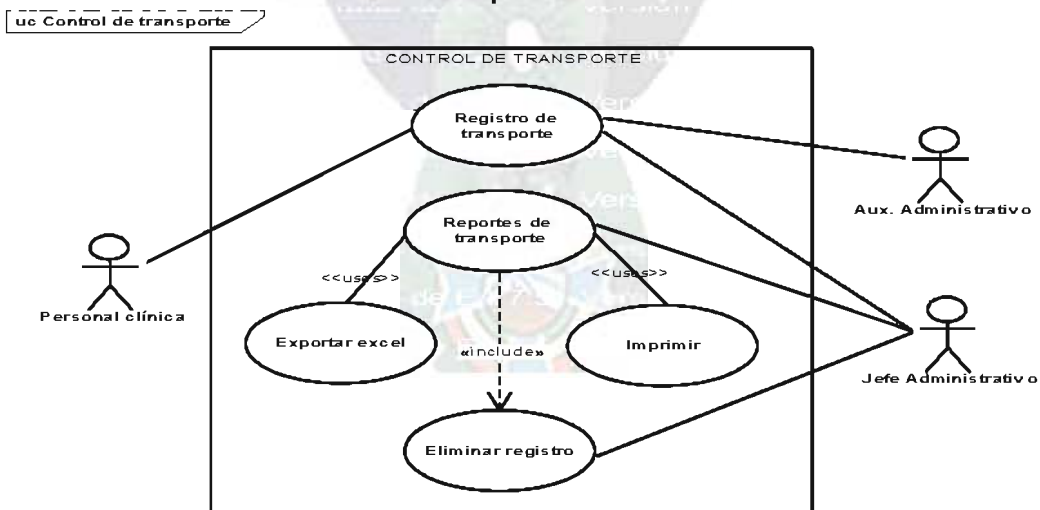 uc Control de transporte
CONTROL DE TRANSPORTE
Registro de
transporte
Aux. Administrativo
Reportes de
transporte
<<uses>>
<<uses>>
Personal clínica
Exportar excel
«include»
Imprimir
Jefe Administrativo
Eliminar registro